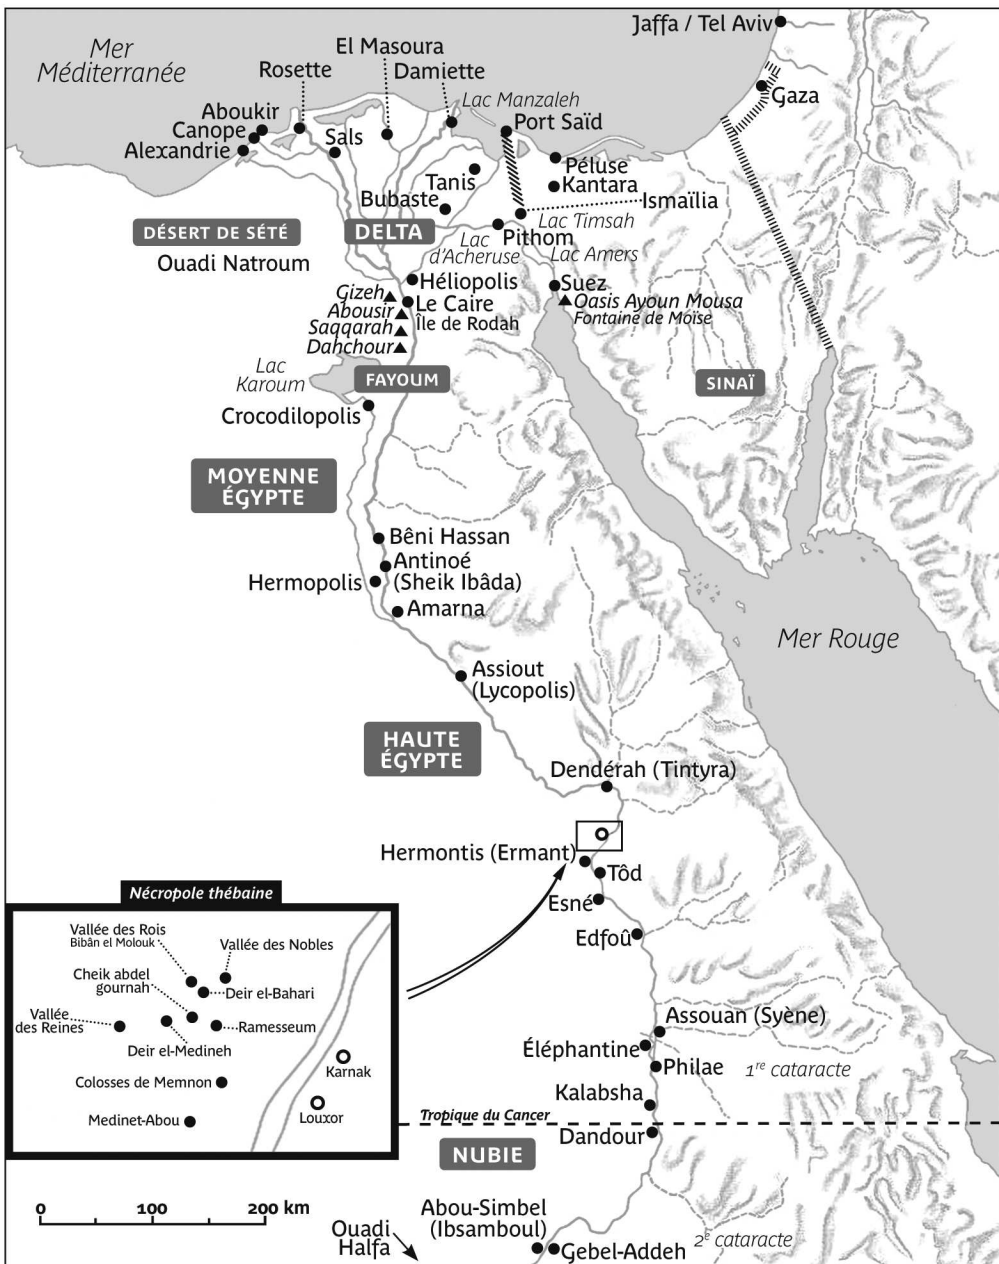 Jaffa / Tel Aviv
Mer
Méditerranée
El Masoura
Rosette
Damiette
Gaza
Lac Manzaleh
Aboukir
Canope
Alexandrie
Sals
Port Saïd
Péluse
Kantara
Tanis
Bubaste
Ismaïlia
Lac Timsah
DÉSERT DE SÉTÉ
DELTA
Pithom
Lac
d'Acheruse
Lac Amers
Ouadi Natroum
Héliopolis
Suez
Gizeh
Le Caire
Oasis Ayoun Mousa
Abousir
Île de Rodah
Fontaine de Moïse
Saqqarah
Dahchour
Lac
Karoum
FAYOUM
SINAÏ
Crocodilopolis
MOYENNE
ÉGYPTE
Bêni Hassan
Antinoé
(Sheik Ibâda)
Hermopolis
Amarna
Mer Rouge
Assiout
(Lycopolis)
HAUTE
ÉGYPTE
Dendérah (Tintyra)
Hermontis (Ermant)
Tôd
Esné
Edfoû
Nécropole thébaine
Vallée des Rois
Bibân el Molouk
Vallée des Nobles
Cheik abdel
gournah
Deir el-Bahari
Vallée
des Reines
Ramesseum
Deir el-Medineh
Karnak
Colosses de Memnon
Louxor
Medinet-Abou
Assouan (Syène)
Éléphantine
Philae
1re cataracte
Kalabsha
Tropique du Cancer
Dandour
NUBIE
0 100 200 km
Abou-Simbel
(Ibsamboul)
Ouadi
Halfa
Gebel-Addeh
2e cataracte